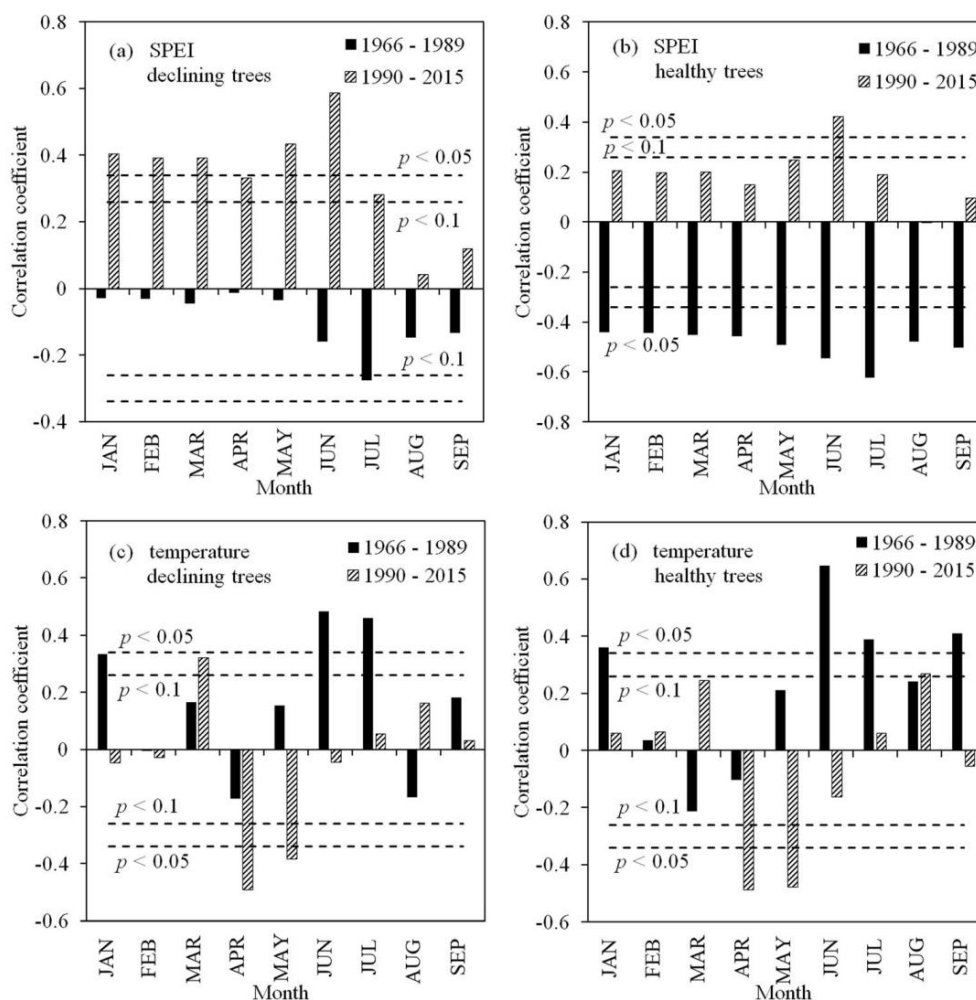 (a) SPEI
declining trees
1966 - 1989
1990 - 2015
p < 0.05
p < 0.1
p < 0.1
Correlation coefficient
0.8
0.6
0.4
0.2
0
-0.2
-0.4
JAN
FEB
MAR
APR
MAY
JUN
JUL
AUG
SEP
Month
(b) SPEI
healthy trees
1966 - 1989
1990 - 2015
p < 0.05
p < 0.1
p < 0.05
Correlation coefficient
0.8
0.6
0.4
0.2
0
-0.2
-0.4
-0.6
-0.8
JAN
FEB
MAR
APR
MAY
JUN
JUL
AUG
SEP
Month
(c) temperature
declining trees
1966 - 1989
1990 - 2015
p < 0.05
p < 0.1
p < 0.1
p < 0.05
Correlation coefficient
0.8
0.6
0.4
0.2
0
-0.2
-0.4
-0.6
JAN
FEB
MAR
APR
MAY
JUN
JUL
AUG
SEP
Month
(d) temperature
healthy trees
1966 - 1989
1990 - 2015
p < 0.05
p < 0.1
p < 0.1
p < 0.05
Correlation coefficient
0.8
0.6
0.4
0.2
0
-0.2
-0.4
-0.6
JAN
FEB
MAR
APR
MAY
JUN
JUL
AUG
SEP
Month